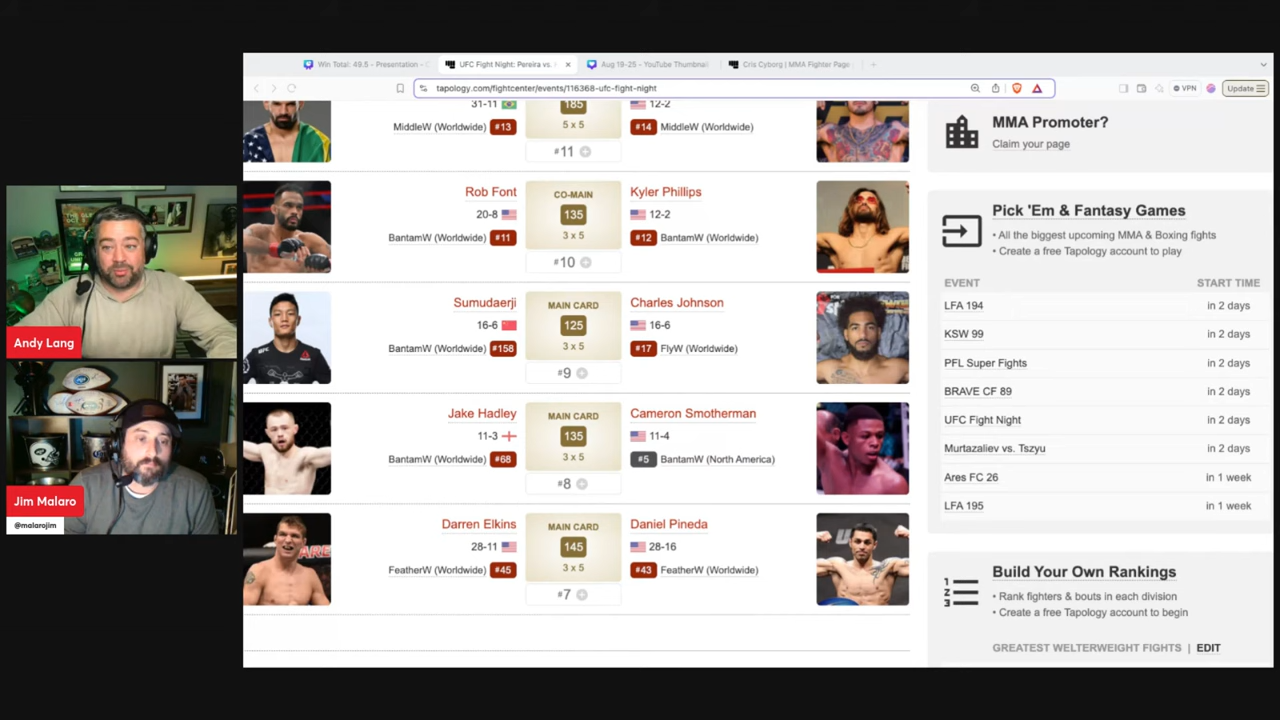 Win Total: 49.5 - Presentation - C
UFC Fight Night: Pereira vs.
Aug 19-25 - YouTube Thumbnail
Cris Cyborg | MMA Fighter Page
tapology.com/fightcenter/events/116368-ufc-fight-night
VPN
Update
31-11
185
12-2
MiddleW (Worldwide) #13
5 x 5
#14 MiddleW (Worldwide)
#11
Rob Font
CO-MAIN
Kyler Phillips
20-8
135
12-2
BantamW (Worldwide) #11
3 x 5
#12 BantamW (Worldwide)
#10
Sumudaerji
MAIN CARD
Charles Johnson
16-6
125
16-6
BantamW (Worldwide) #158
3 x 5
#17 FlyW (Worldwide)
#9
Jake Hadley
MAIN CARD
Cameron Smotherman
11-3
135
11-4
BantamW (Worldwide) #68
3 x 5
#5 BantamW (North America)
#8
Darren Elkins
MAIN CARD
Daniel Pineda
28-11
145
28-16
FeatherW (Worldwide) #45
3 x 5
#43 FeatherW (Worldwide)
#7
MMA Promoter?
Claim your page
Pick 'Em & Fantasy Games
• All the biggest upcoming MMA & Boxing fights
• Create a free Tapology account to play
EVENT START TIME
LFA 194 in 2 days
KSW 99 in 2 days
PFL Super Fights in 2 days
BRAVE CF 89 in 2 days
UFC Fight Night in 2 days
Murtazaliev vs. Tszyu in 2 days
Ares FC 26 in 1 week
LFA 195 in 1 week
Build Your Own Rankings
• Rank fighters & bouts in each division
• Create a free Tapology account to begin
GREATEST WELTERWEIGHT FIGHTS | EDIT
Andy Lang
Jim Malaro
@malarojim